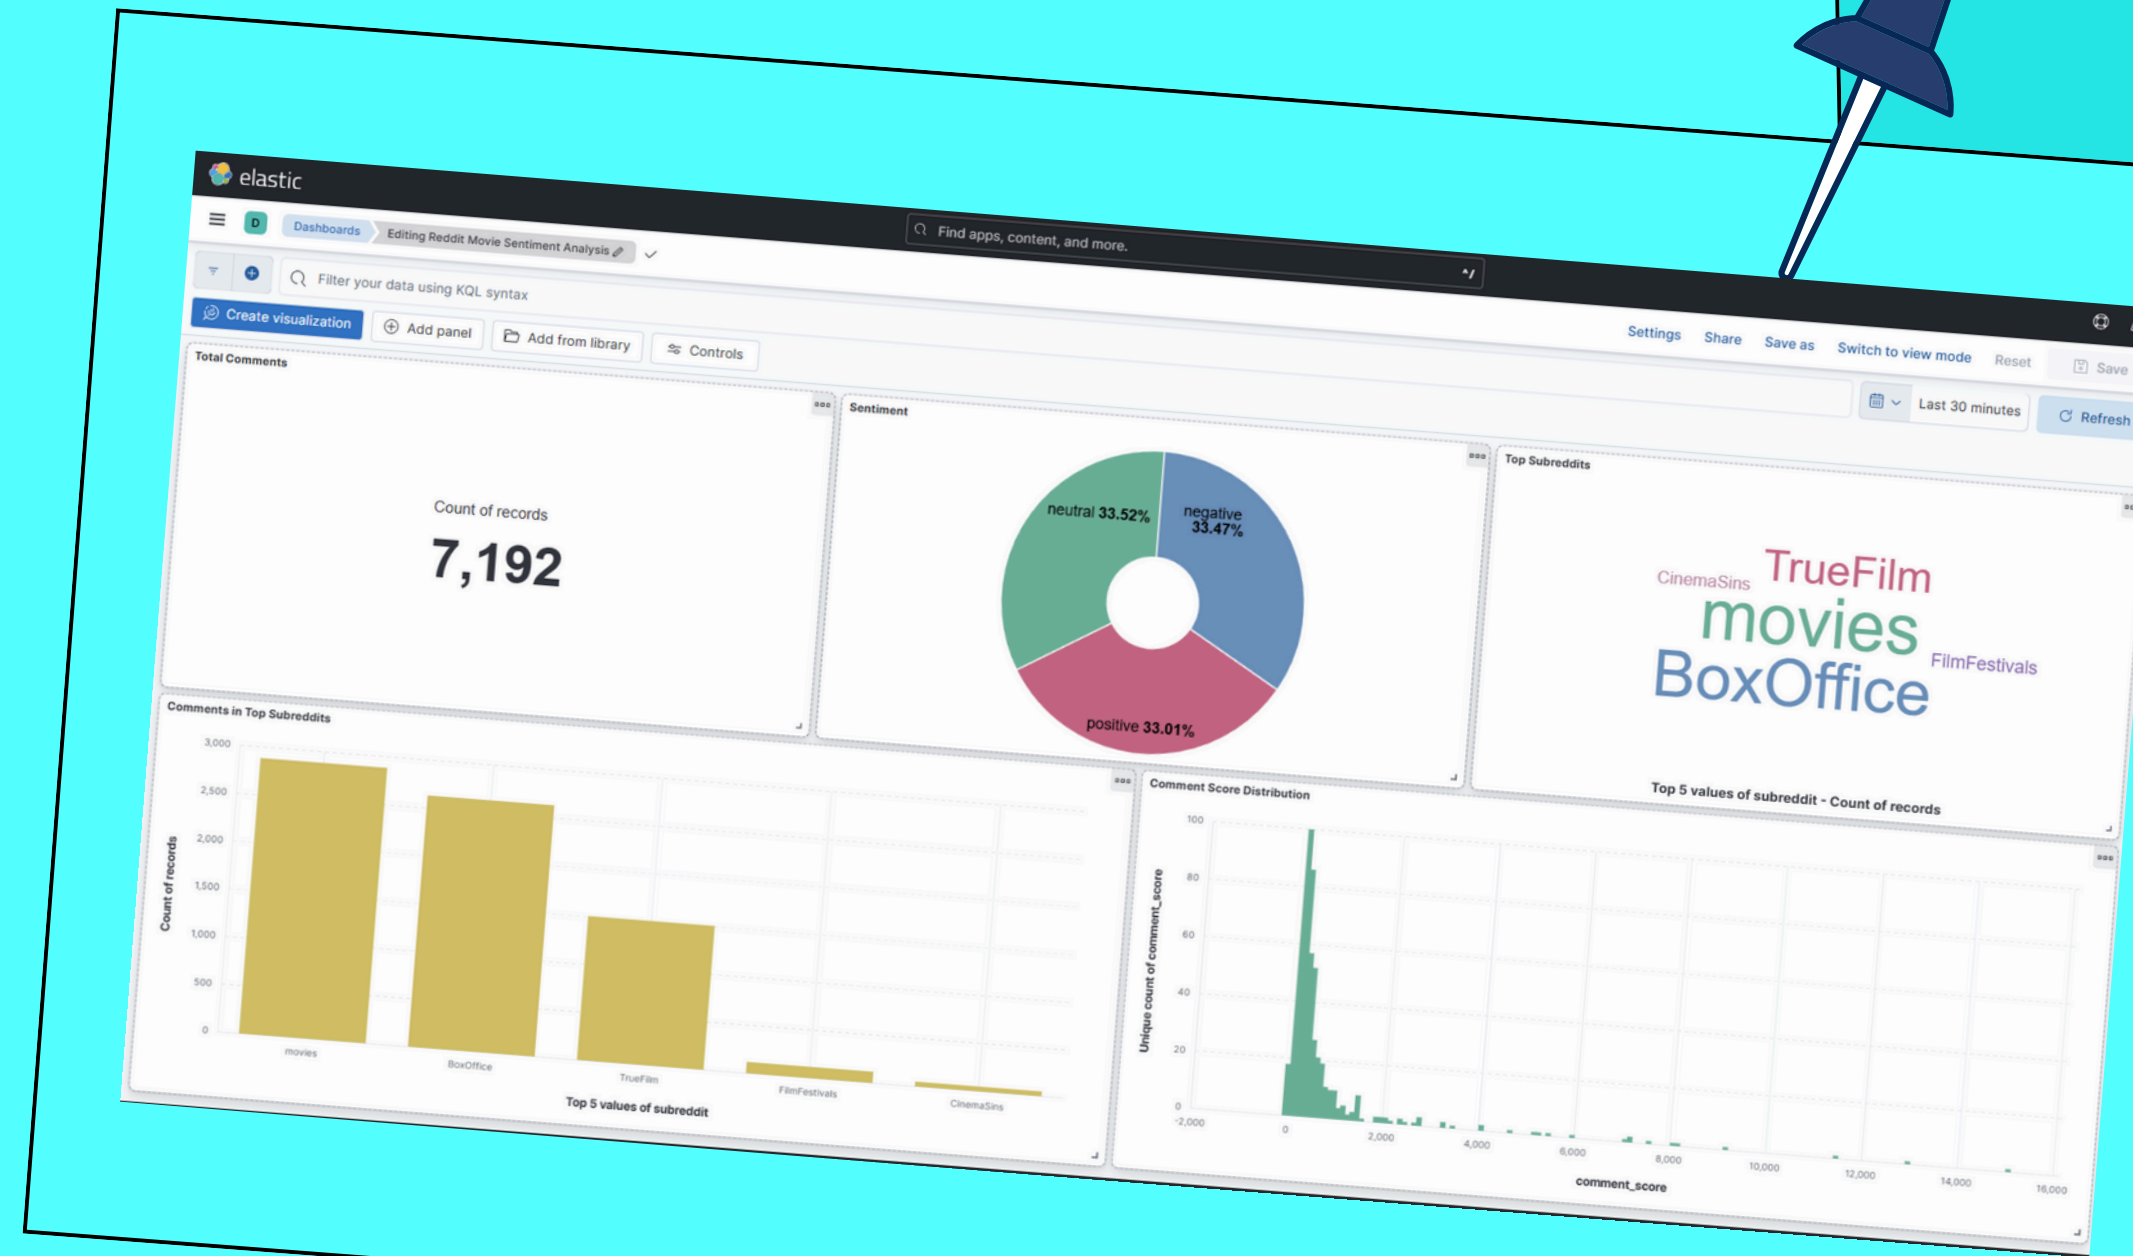 elastic
Find apps, content, and more.
^/
D
Dashboards
Editing Reddit Movie Sentiment Analysis
Settings
Share
Save as
Switch to view mode
Reset
Save
Filter your data using KQL syntax
Last 30 minutes
Refresh
Create visualization
Add panel
Add from library
Controls
Total Comments
Count of records
7,192
Sentiment
neutral 33.52%
negative
33.47%
positive 33.01%
Top Subreddits
CinemaSins
TrueFilm
movies
FilmFestivals
BoxOffice
Top 5 values of subreddit - Count of records
Comments in Top Subreddits
Count of records
3,000
2,500
2,000
1,500
1,000
500
0
movies
BoxOffice
TrueFilm
FilmFestivals
CinemaSins
Top 5 values of subreddit
Comment Score Distribution
Unique count of comment_score
100
80
60
40
20
0
-2,000
0
2,000
4,000
6,000
8,000
10,000
12,000
14,000
16,000
comment_score